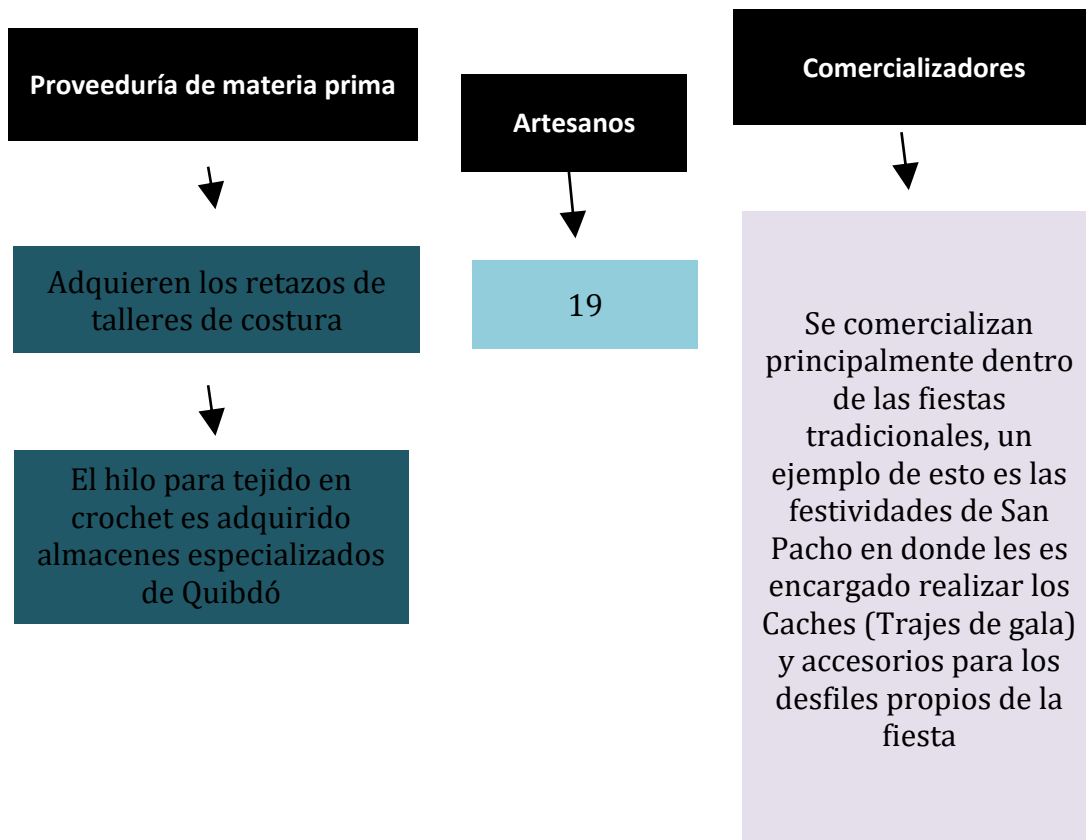 Proveeduría de materia prima
Adquieren los retazos de
talleres de costura
El hilo para tejido en
crochet es adquirido
almacenes especializados
de Quibdó
Artesanos
19
Comercializadores
Se comercializan
principalmente dentro
de las fiestas
tradicionales, un
ejemplo de esto es las
festividades de San
Pacho en donde les es
encargado realizar los
Caches (Trajes de gala)
y accesorios para los
desfiles propios de la
fiesta